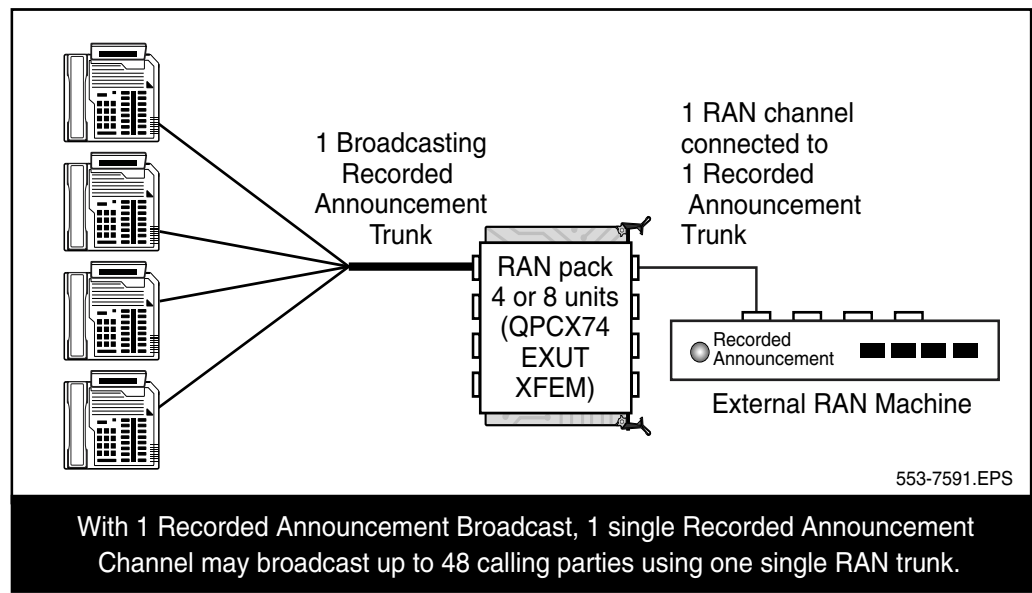 1 Broadcasting
Recorded
Announcement
Trunk
1 RAN channel
connected to
1 Recorded
Announcement
Trunk
RAN pack
4 or 8 units
(QPCX74
EXUT
XFEM)
Recorded
Announcement
External RAN Machine
553-7591.EPS
With 1 Recorded Announcement Broadcast, 1 single Recorded Announcement
Channel may broadcast up to 48 calling parties using one single RAN trunk.